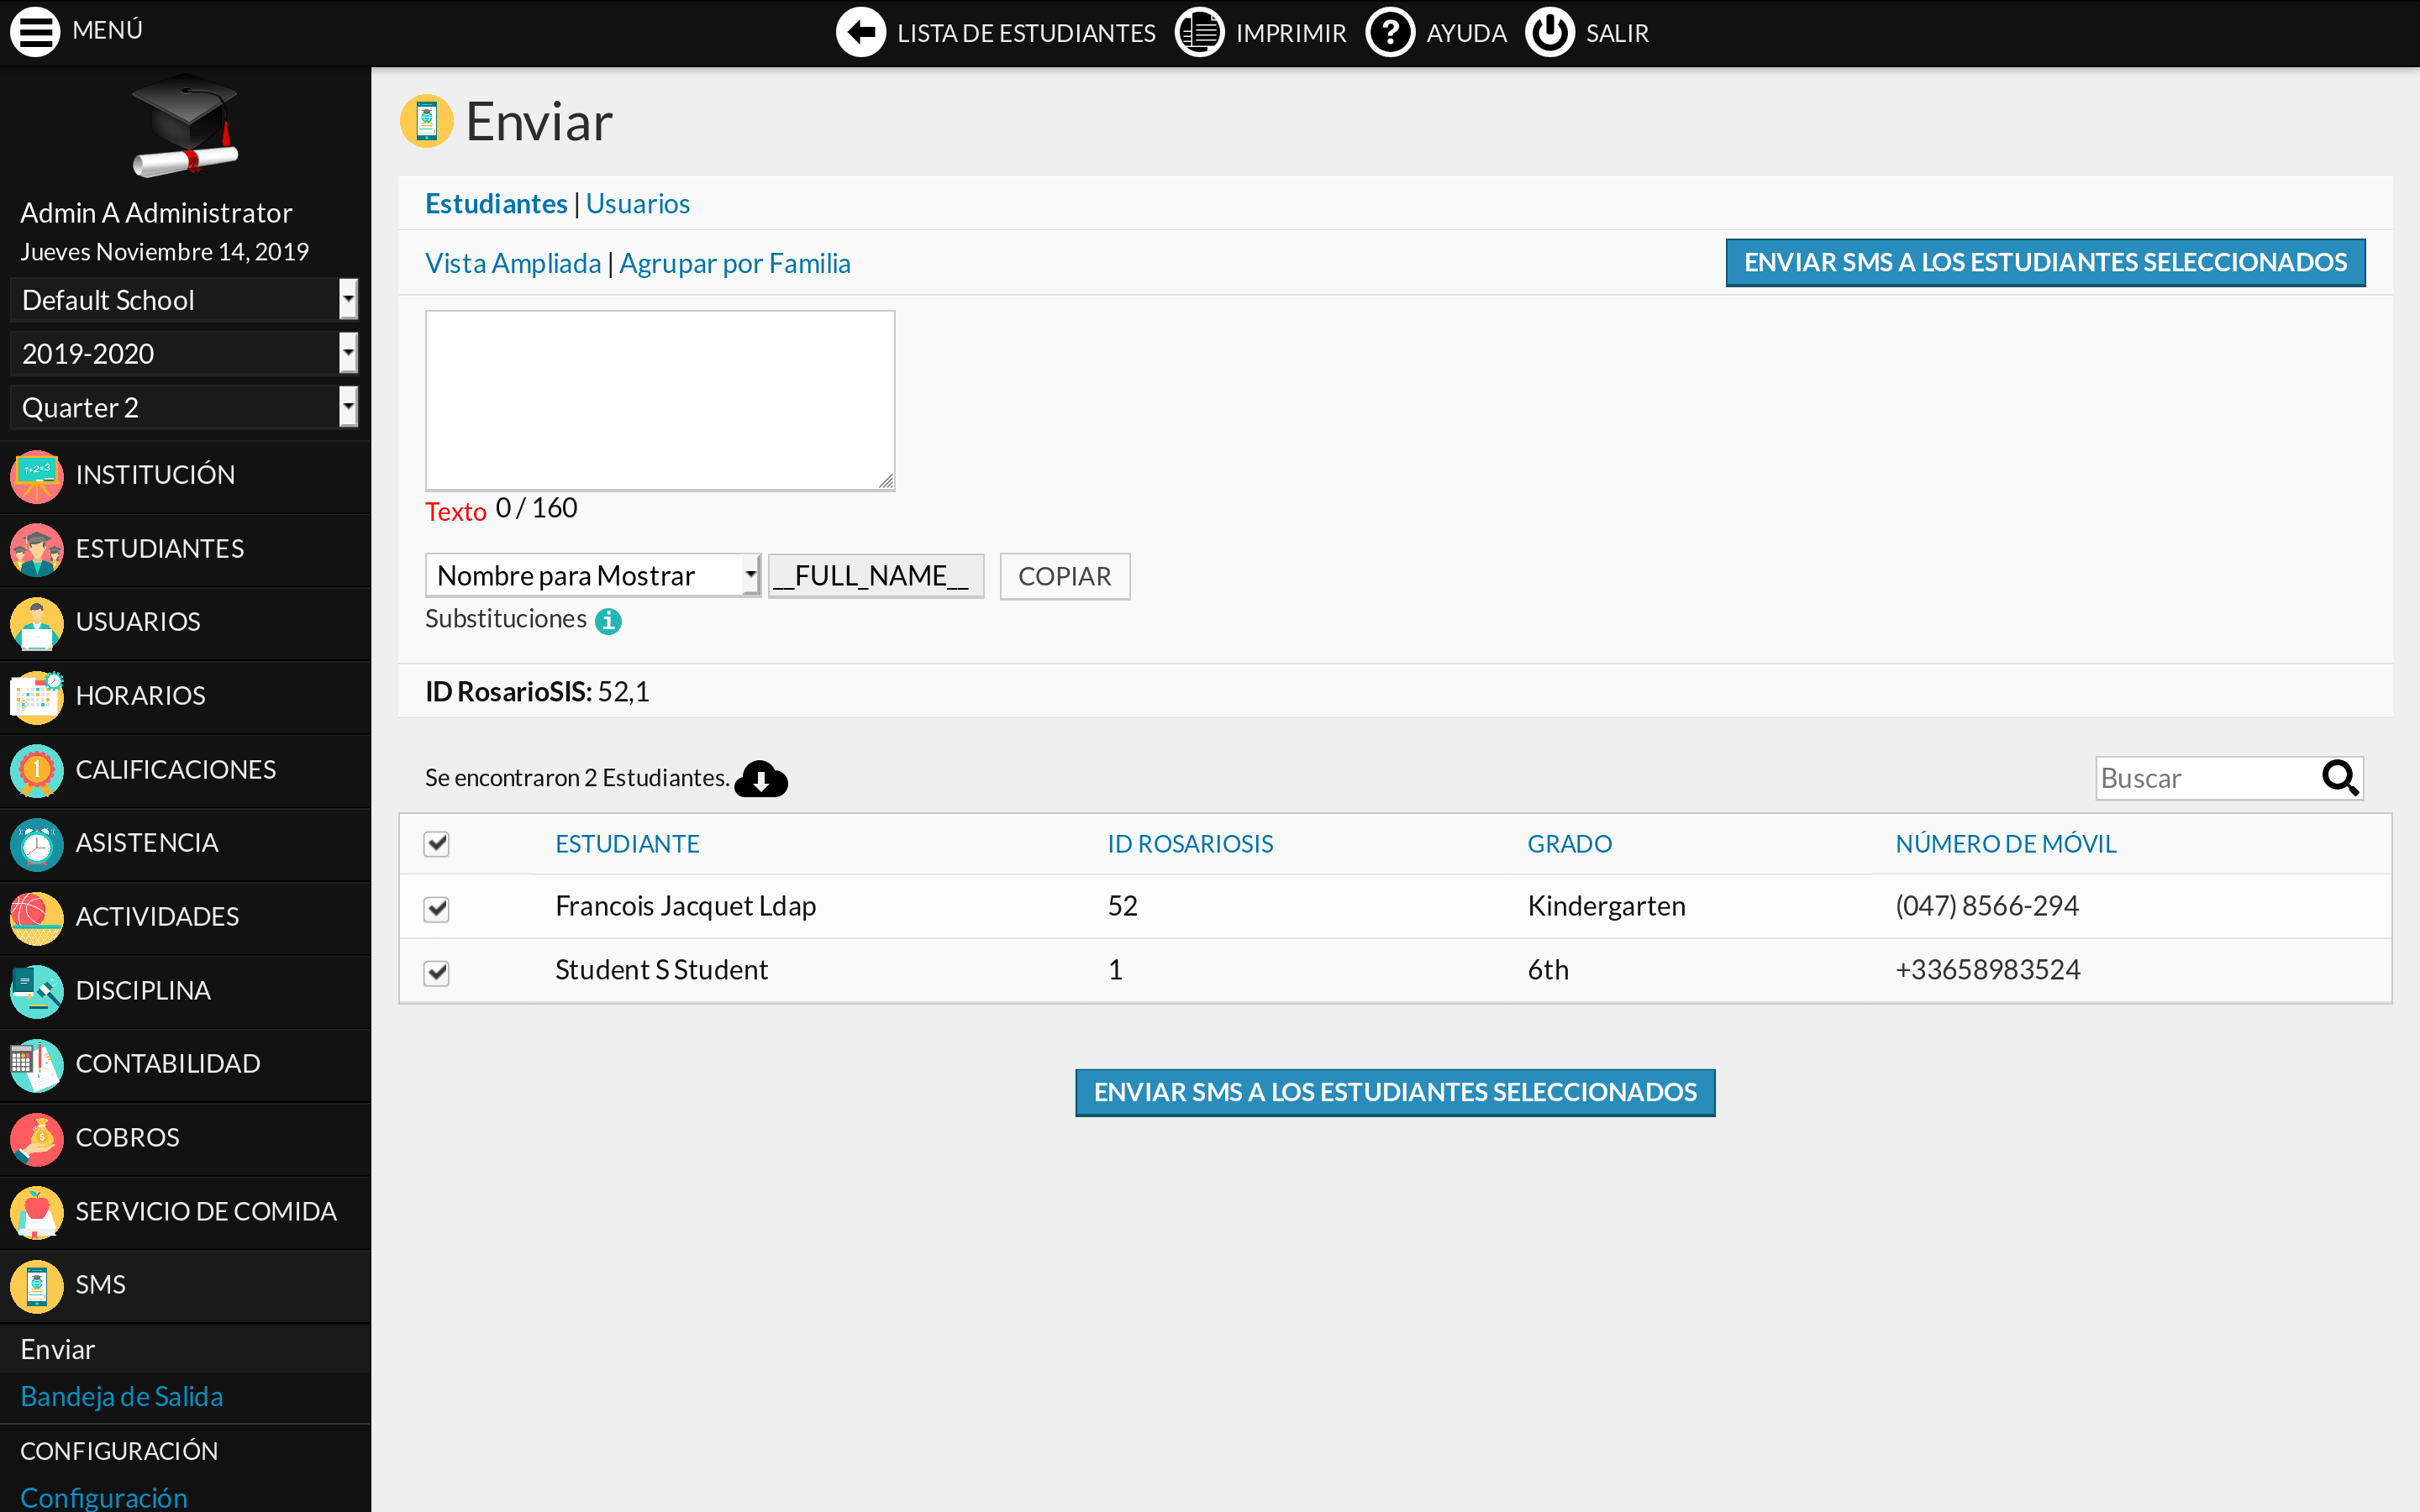 MENÚ
LISTA DE ESTUDIANTES IMPRIMIR ? AYUDA SALIR
Admin A Administrator
Jueves Noviembre 14, 2019
Default School
2019-2020
Quarter 2
1+2=3 INSTITUCIÓN
ESTUDIANTES
USUARIOS
HORARIOS
1 CALIFICACIONES
ASISTENCIA
ACTIVIDADES
DISCIPLINA
CONTABILIDAD
$ COBROS
SERVICIO DE COMIDA
SMS
Enviar
Bandeja de Salida
CONFIGURACIÓN
Configuración
Enviar
Estudiantes | Usuarios
Vista Ampliada | Agrupar por Familia ENVIAR SMS A LOS ESTUDIANTES SELECCIONADOS
Texto 0 / 160
Nombre para Mostrar __FULL_NAME__ COPIAR
Substituciones i
ID RosarioSIS: 52,1
Se encontraron 2 Estudiantes. Buscar
ESTUDIANTE ID ROSARIOSIS GRADO NÚMERO DE MÓVIL
Francois Jacquet Ldap 52 Kindergarten (047) 8566-294
Student S Student 1 6th +33658983524
ENVIAR SMS A LOS ESTUDIANTES SELECCIONADOS